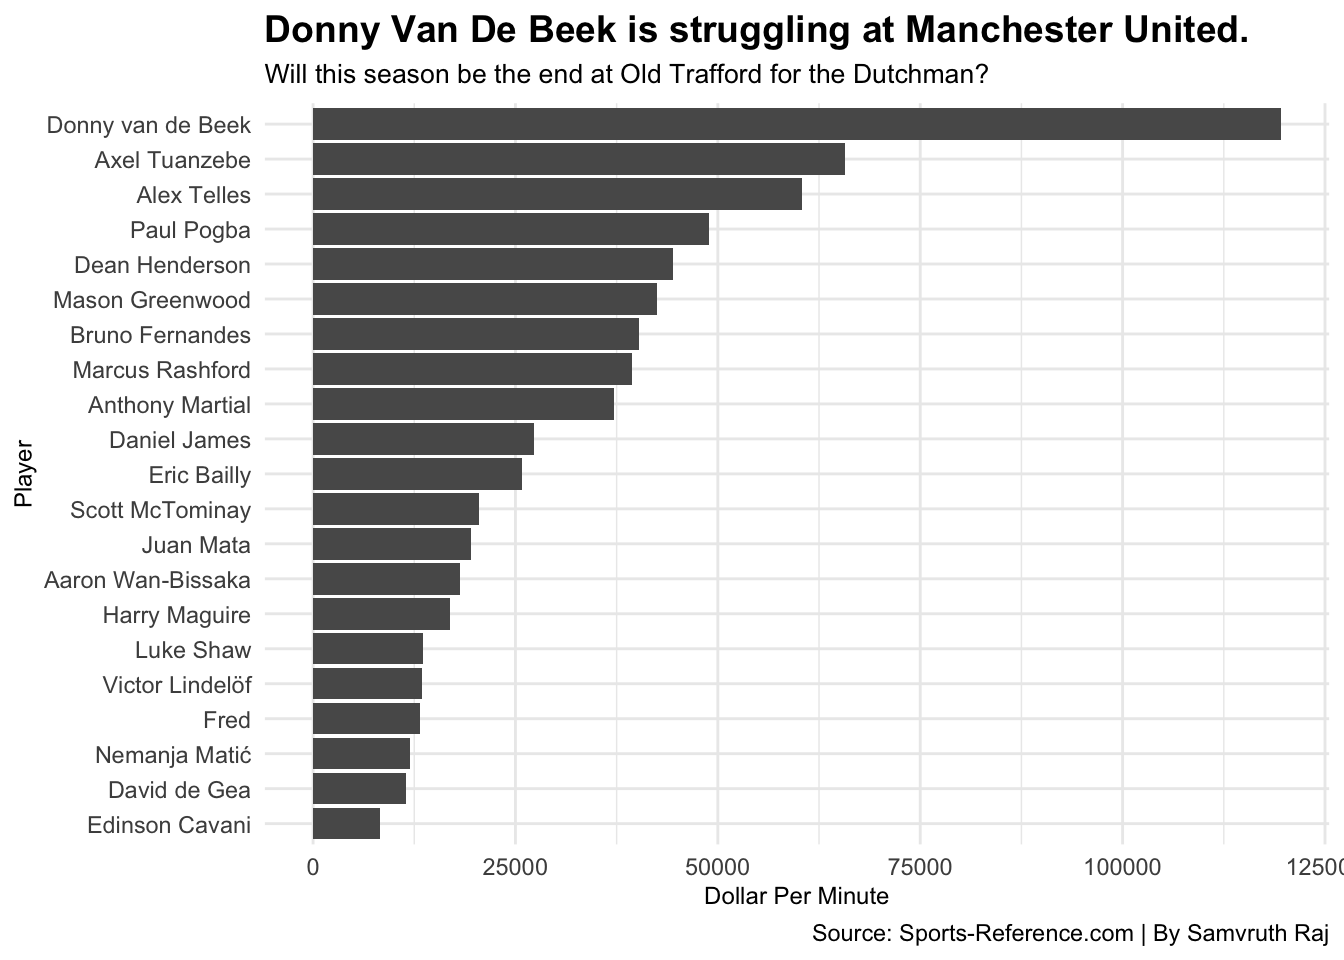 Donny Van De Beek is struggling at Manchester United.
Will this season be the end at Old Trafford for the Dutchman?
Player
Donny van de Beek
Axel Tuanzebe
Alex Telles
Paul Pogba
Dean Henderson
Mason Greenwood
Bruno Fernandes
Marcus Rashford
Anthony Martial
Daniel James
Eric Bailly
Scott McTominay
Juan Mata
Aaron Wan-Bissaka
Harry Maguire
Luke Shaw
Victor Lindelöf
Fred
Nemanja Matić
David de Gea
Edinson Cavani
0 25000 50000 75000 100000 12500
Dollar Per Minute
Source: Sports-Reference.com | By Samvruth Raj